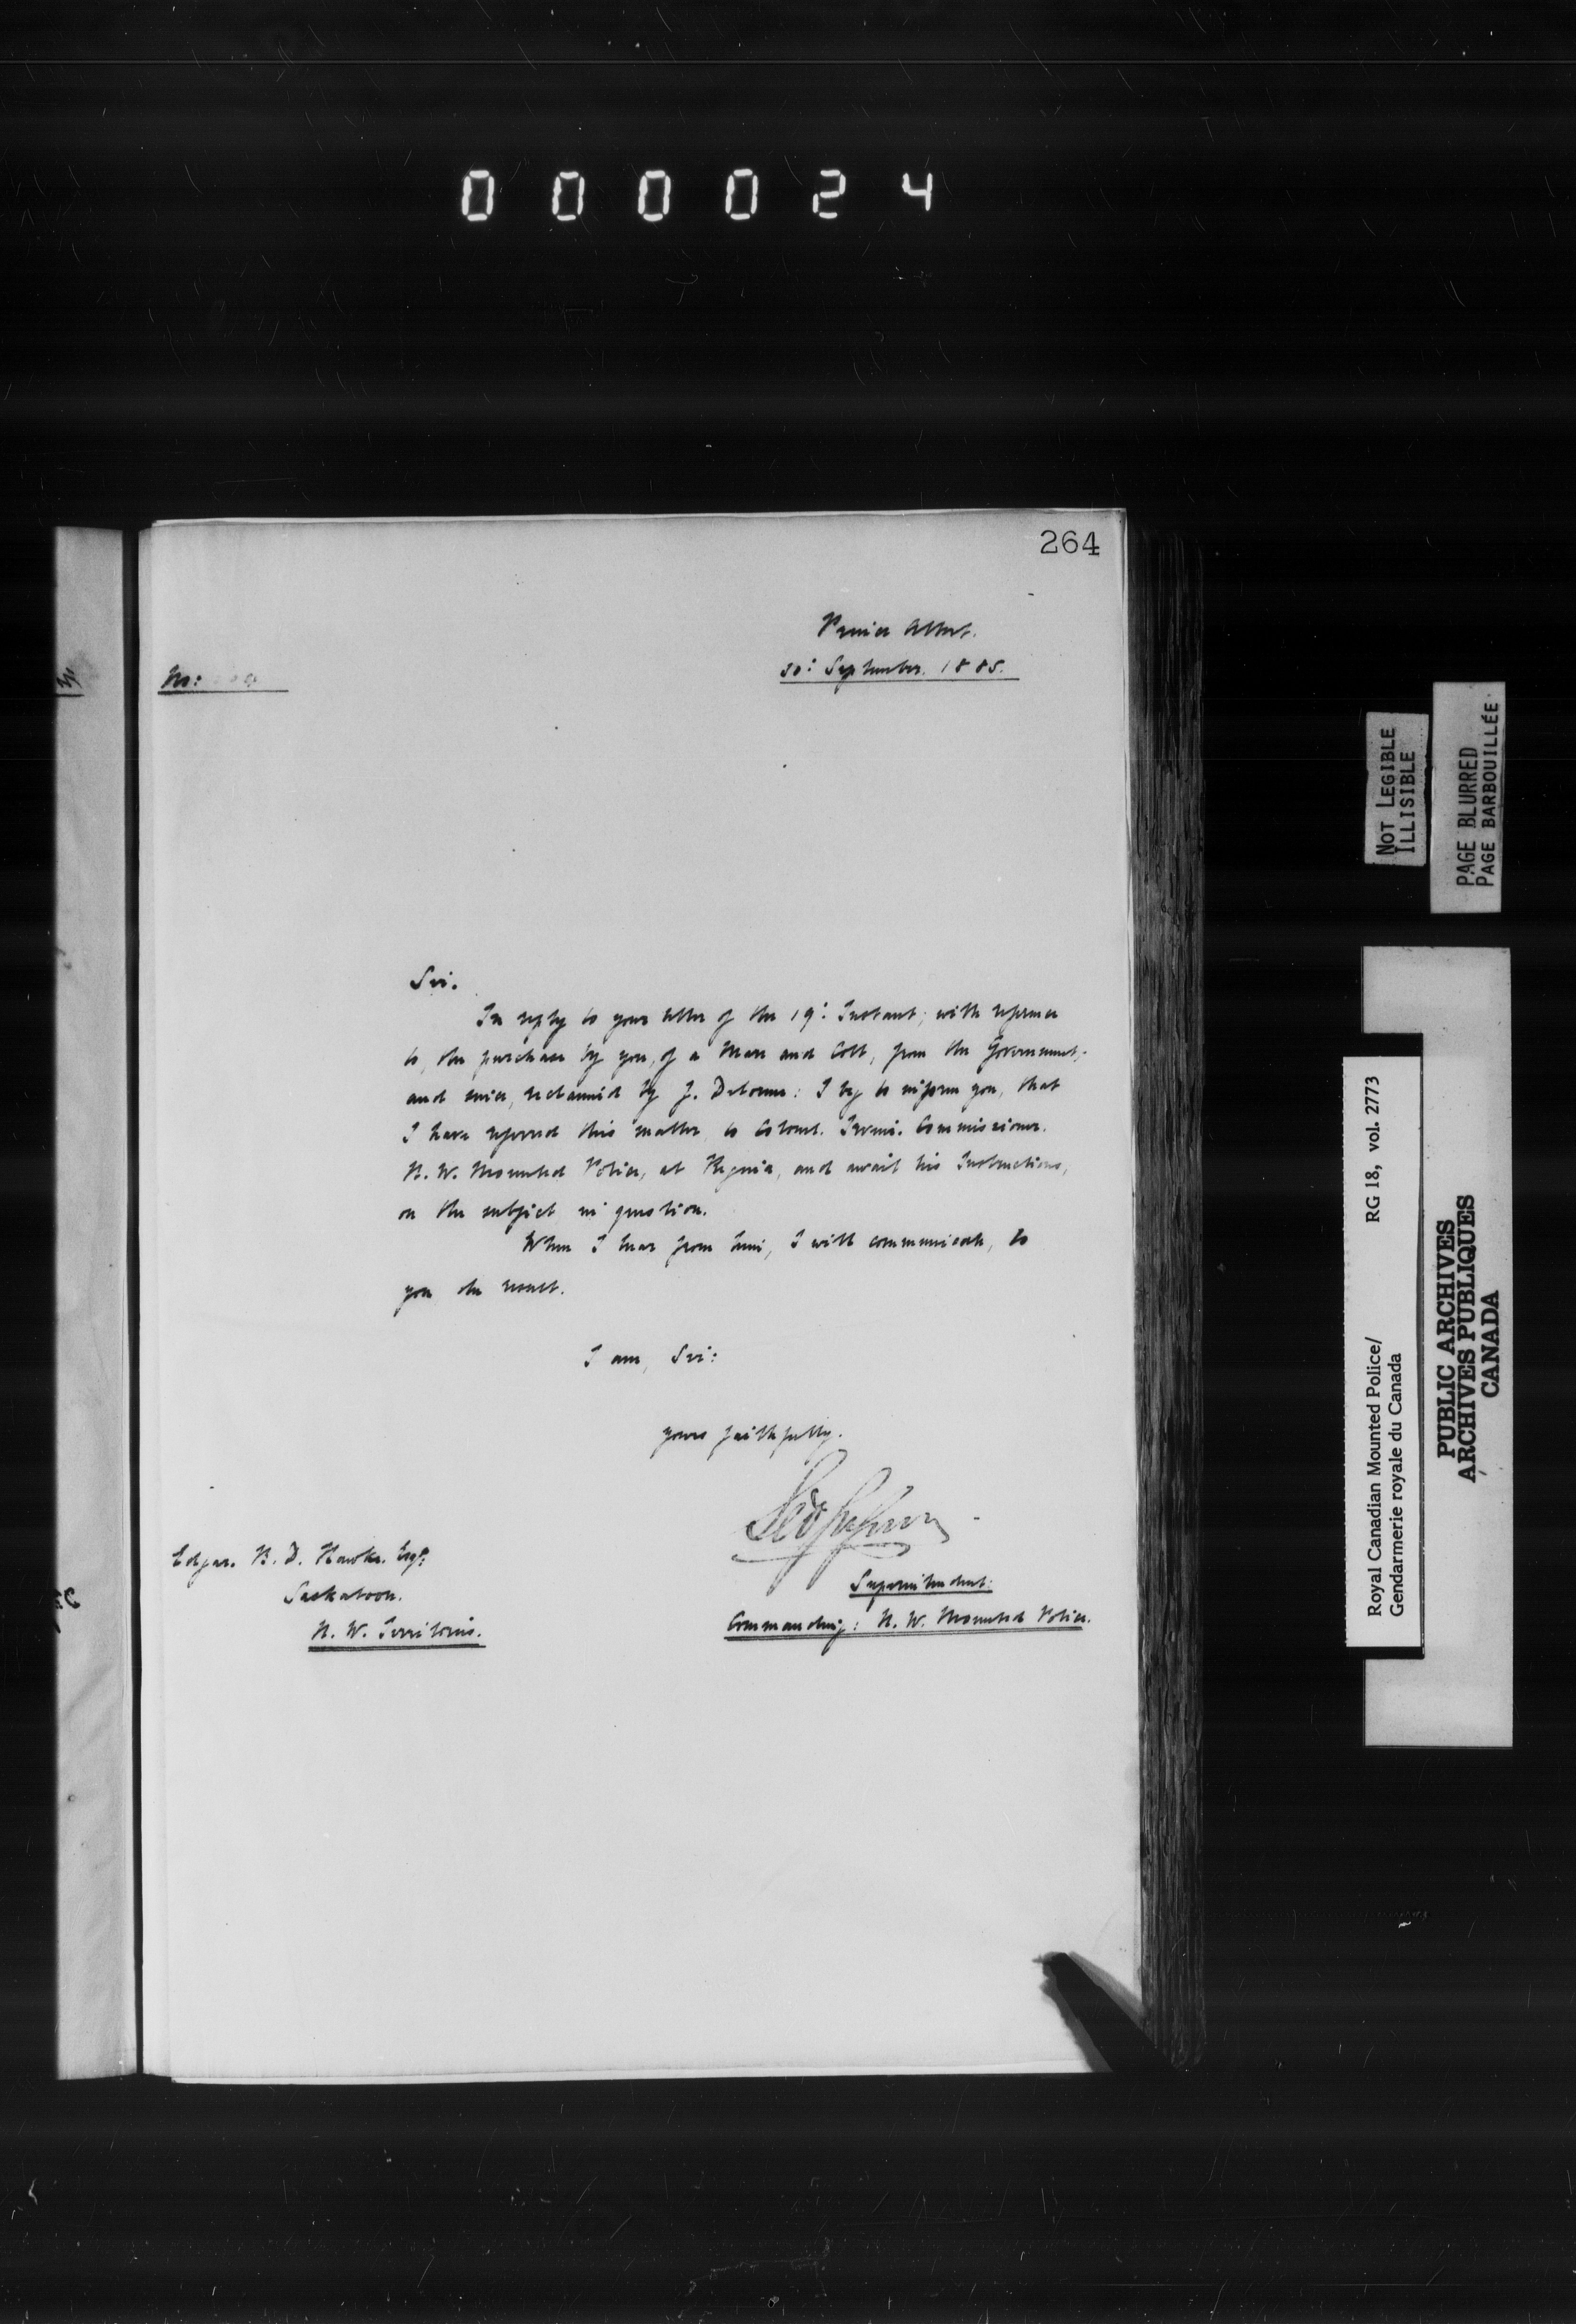 000024
264
Prince Albert.
30: September. 1885.
No:
Sir.
In reply to your letter of the 19: Instant; with reference
to, the purchase by you, of a Mare and Colt, from the Government;
and since, reclaimed by J. Delorme: I beg to inform you, that
I have referred this matter, to Colonel. Irvine. Commissioner.
N. W. Mounted Police, at Regina, and await his Instructions,
on the subject in question.
When I hear from him, I will communicate, to
you the result.
I am, Sir:
yours faithfully.
Superintendent:
Commanding: N. W. Mounted Police.
Edgar. N. D. Hawke. Esq:
Saskatoon.
N. W. Territories.
NOT LEGIBLE
ILLISIBLE
PAGE BLURRED
PAGE BARBOUILLÉE
Royal Canadian Mounted Police/ RG 18, vol. 2773
Gendarmerie royale du Canada
PUBLIC ARCHIVES
ARCHIVES PUBLIQUES
CANADA